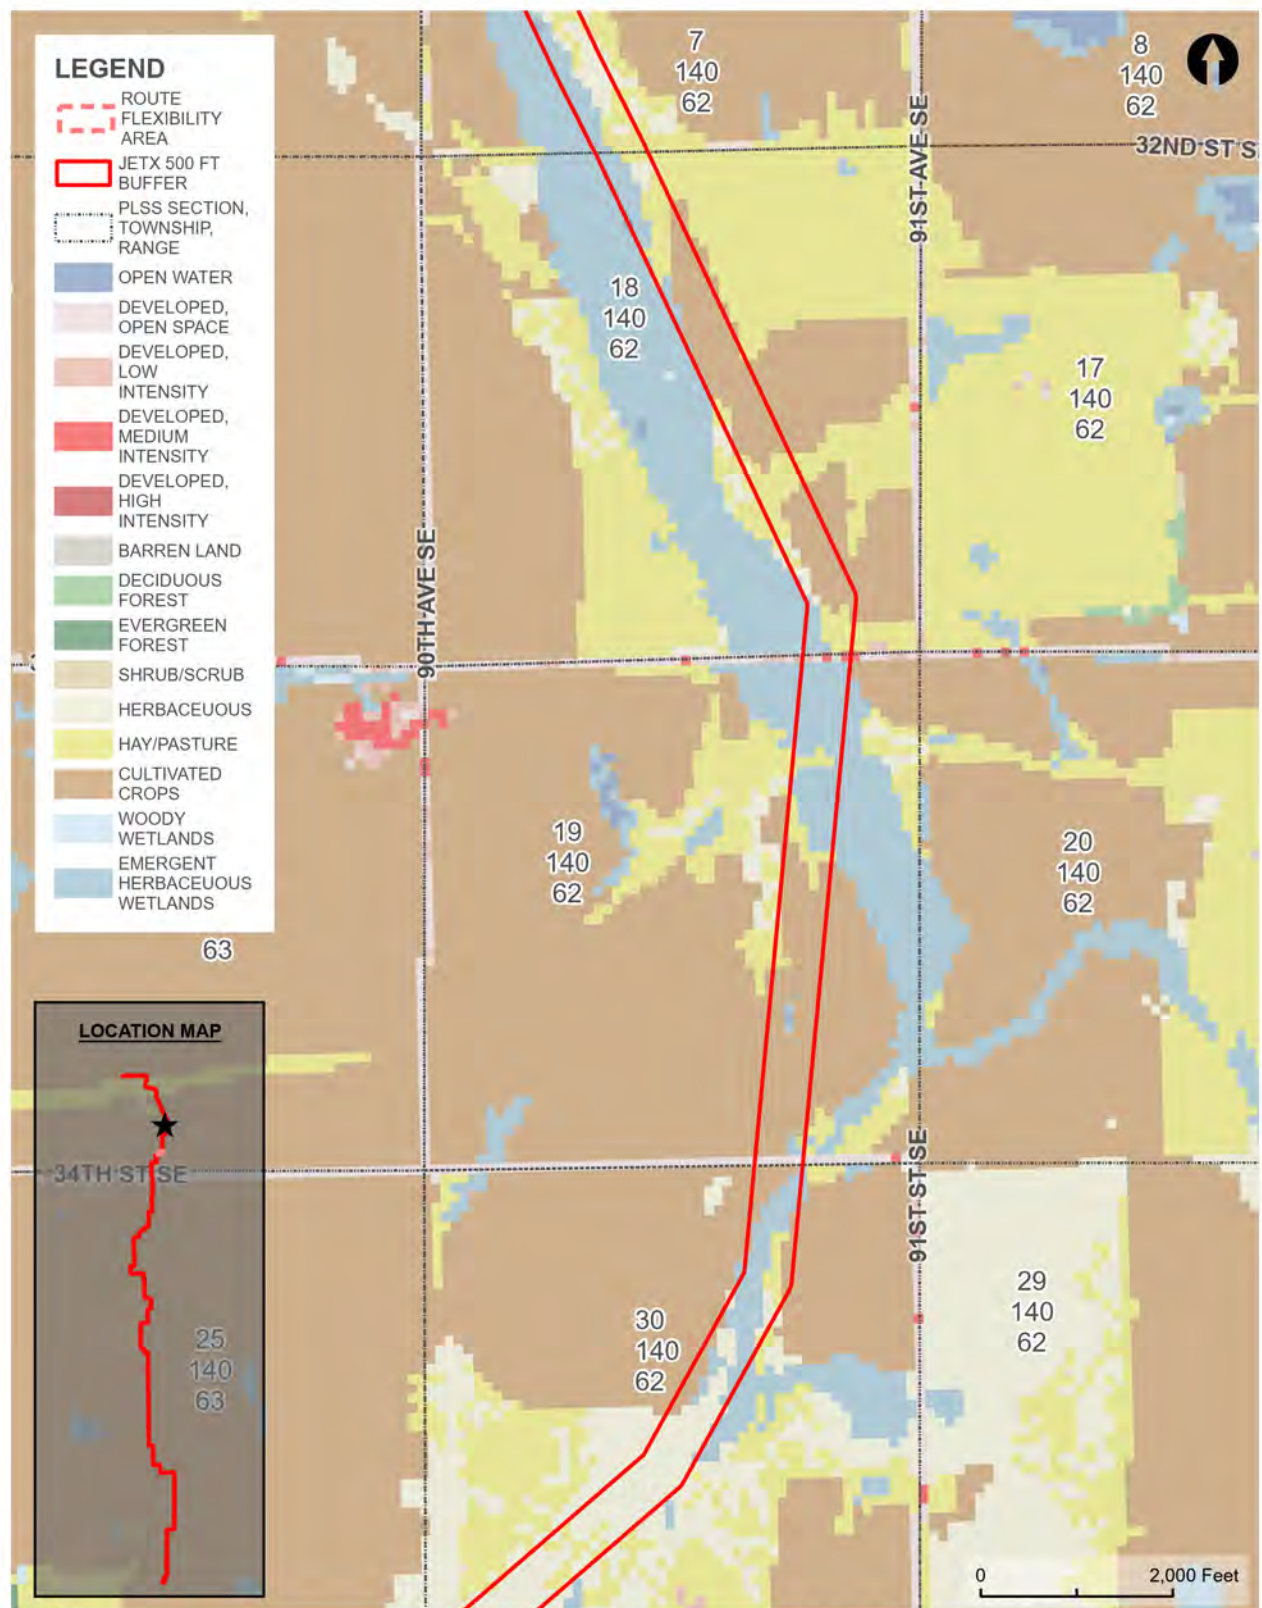 LEGEND
ROUTE
FLEXIBILITY
AREA
JETX 500 FT
BUFFER
PLSS SECTION,
TOWNSHIP,
RANGE
OPEN WATER
DEVELOPED,
OPEN SPACE
DEVELOPED,
LOW
INTENSITY
DEVELOPED,
MEDIUM
INTENSITY
DEVELOPED,
HIGH
INTENSITY
BARREN LAND
DECIDUOUS
FOREST
EVERGREEN
FOREST
SHRUB/SCRUB
HERBACEUOUS
HAY/PASTURE
CULTIVATED
CROPS
WOODY
WETLANDS
EMERGENT
HERBACEUOUS
WETLANDS
63
LOCATION MAP
34TH ST SE
25
140
63
7
140
62
8
140
62
32ND ST S
91ST AVE SE
18
140
62
17
140
62
90TH AVE SE
19
140
62
20
140
62
91ST ST SE
30
140
62
29
140
62
0
2,000 Feet